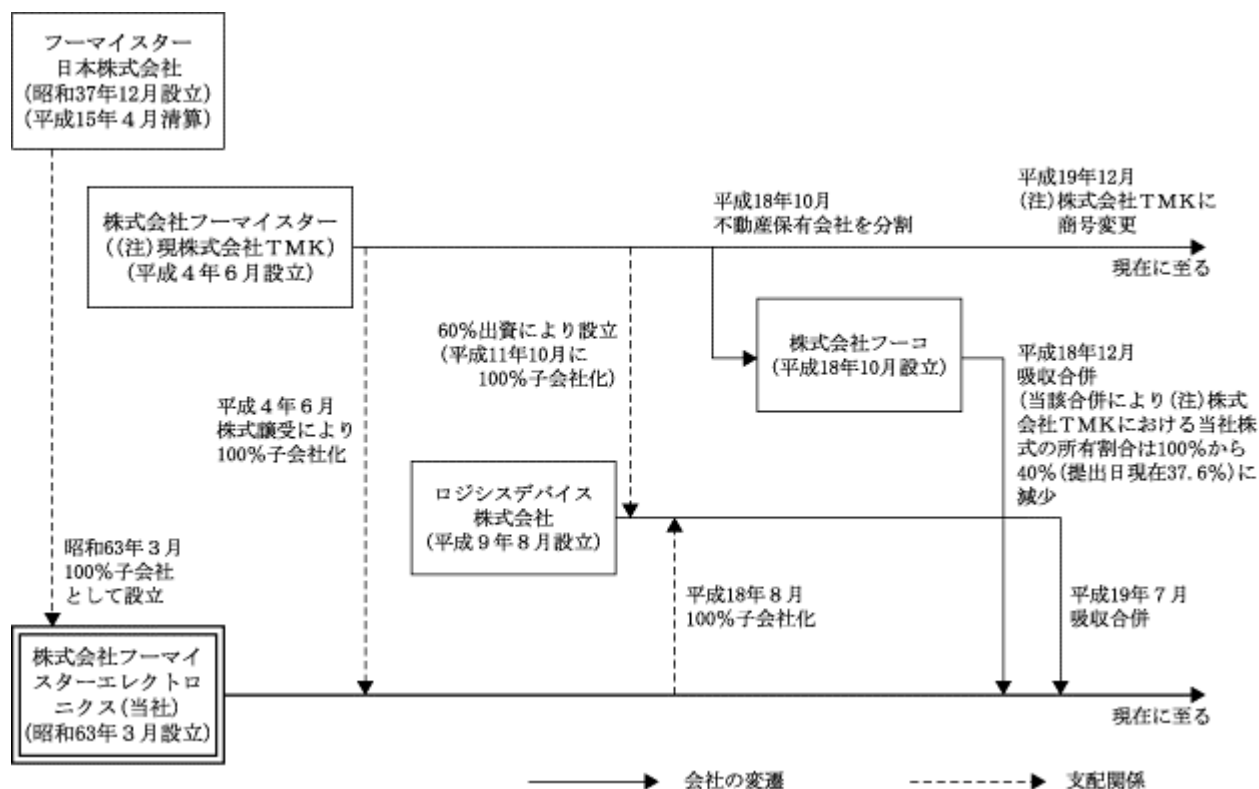 フーマイスター
日本株式会社
(昭和37年12月設立)
(平成15年4月清算)
株式会社フーマイスター
((注)現株式会社TMK)
(平成4年6月設立)
平成18年10月
不動産保有会社を分割
平成19年12月
(注)株式会社TMKに
商号変更
現在に至る
60%出資により設立
(平成11年10月に
100%子会社化)
株式会社フーコ
(平成18年10月設立)
平成18年12月
吸収合併
(当該合併により(注)株式
会社TMKにおける当社株
式の所有割合は100%から
40%(提出日現在37.6%)に
減少
平成4年6月
株式譲受により
100%子会社化
ロジシスデバイス
株式会社
(平成9年8月設立)
昭和63年3月
100%子会社
として設立
平成18年8月
100%子会社化
平成19年7月
吸収合併
株式会社フーマイ
スターエレクトロ
ニクス(当社)
(昭和63年3月設立)
現在に至る
会社の変遷
支配関係